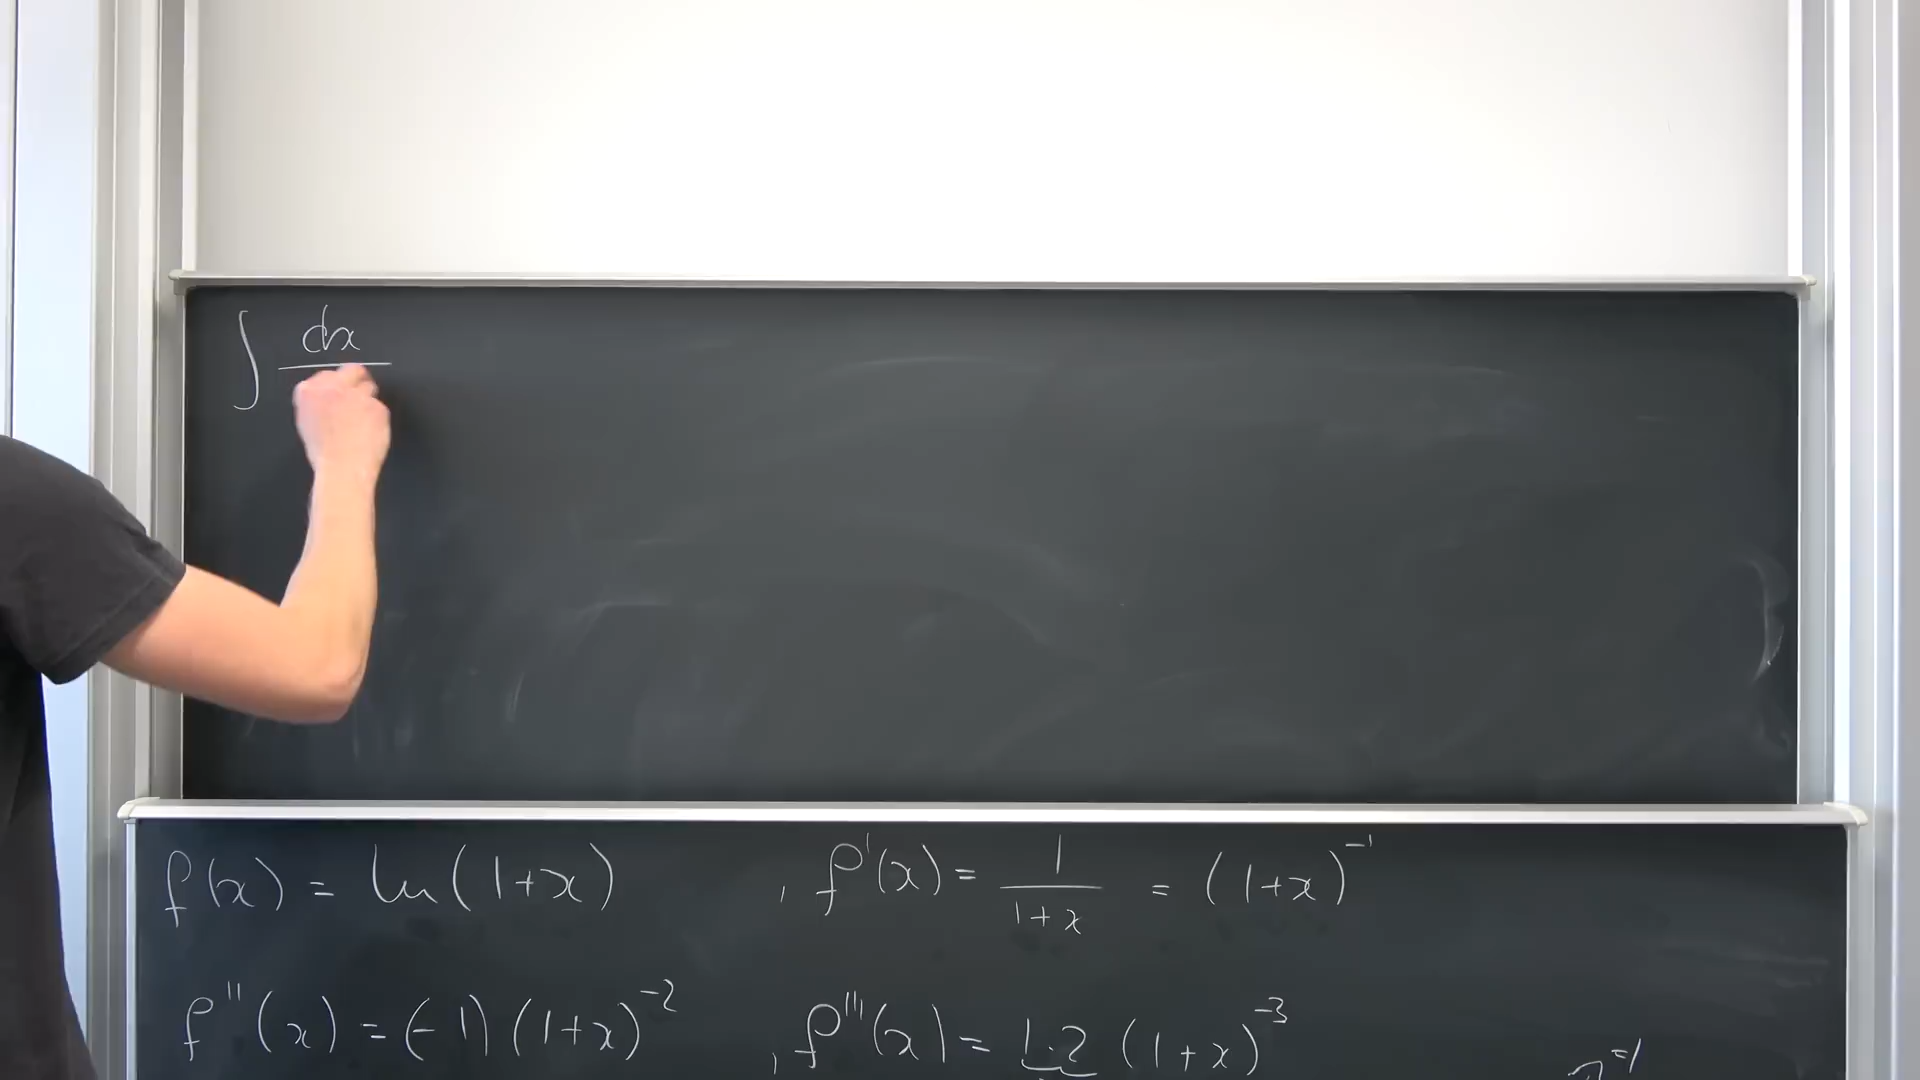 ∫ dx
f(x) = ln(1+x) , f'(x) = 1/(1+x) = (1+x)^-1
f''(x) = (-1)(1+x)^-2 , f'''(x) = 1·2 (1+x)^-3